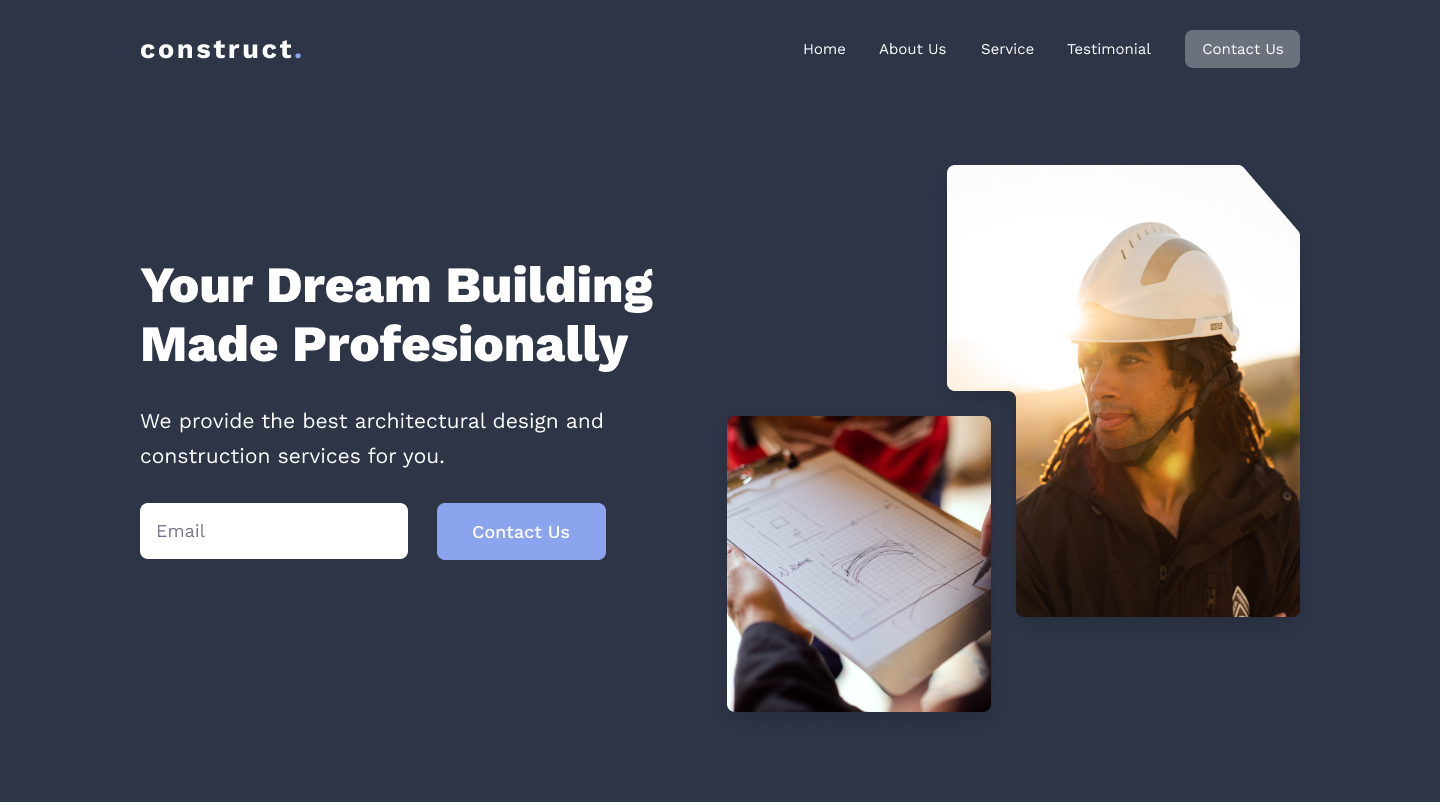 construct.
Home About Us Service Testimonial Contact Us
Your Dream Building
Made Profesionally
We provide the best architectural design and
construction services for you.
Email Contact Us